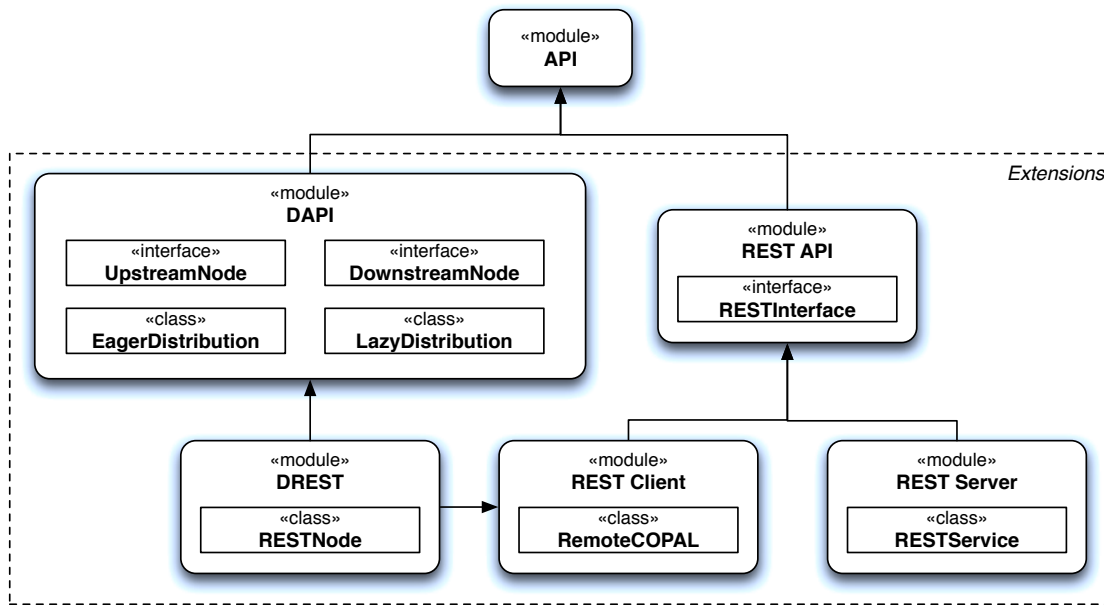 «module»
API
Extensions
«module»
DAPI
«interface»
UpstreamNode
«interface»
DownstreamNode
«class»
EagerDistribution
«class»
LazyDistribution
«module»
REST API
«interface»
RESTInterface
«module»
DREST
«class»
RESTNode
«module»
REST Client
«class»
RemoteCOPAL
«module»
REST Server
«class»
RESTService